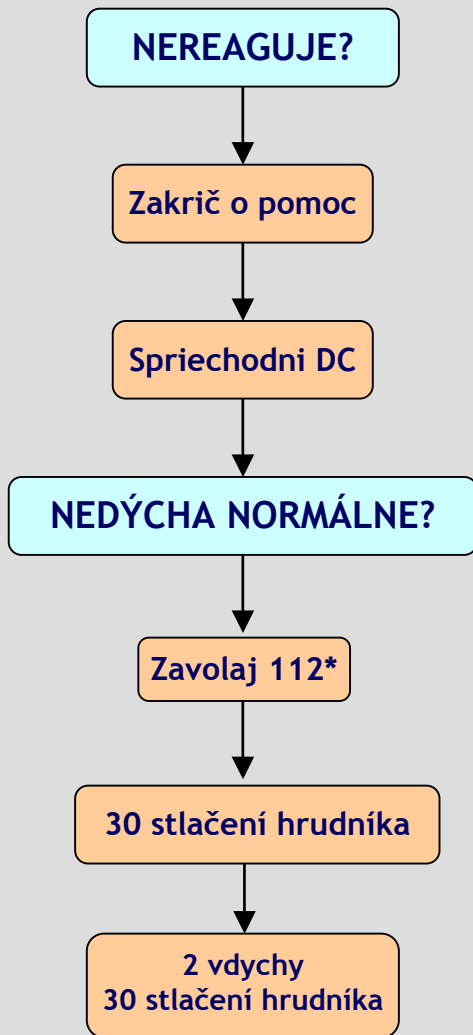 NEREAGUJE?
Zakrič o pomoc
Spriechodni DC
NEDÝCHA NORMÁLNE?
Zavolaj 112*
30 stlačení hrudníka
2 vdychy
30 stlačení hrudníka